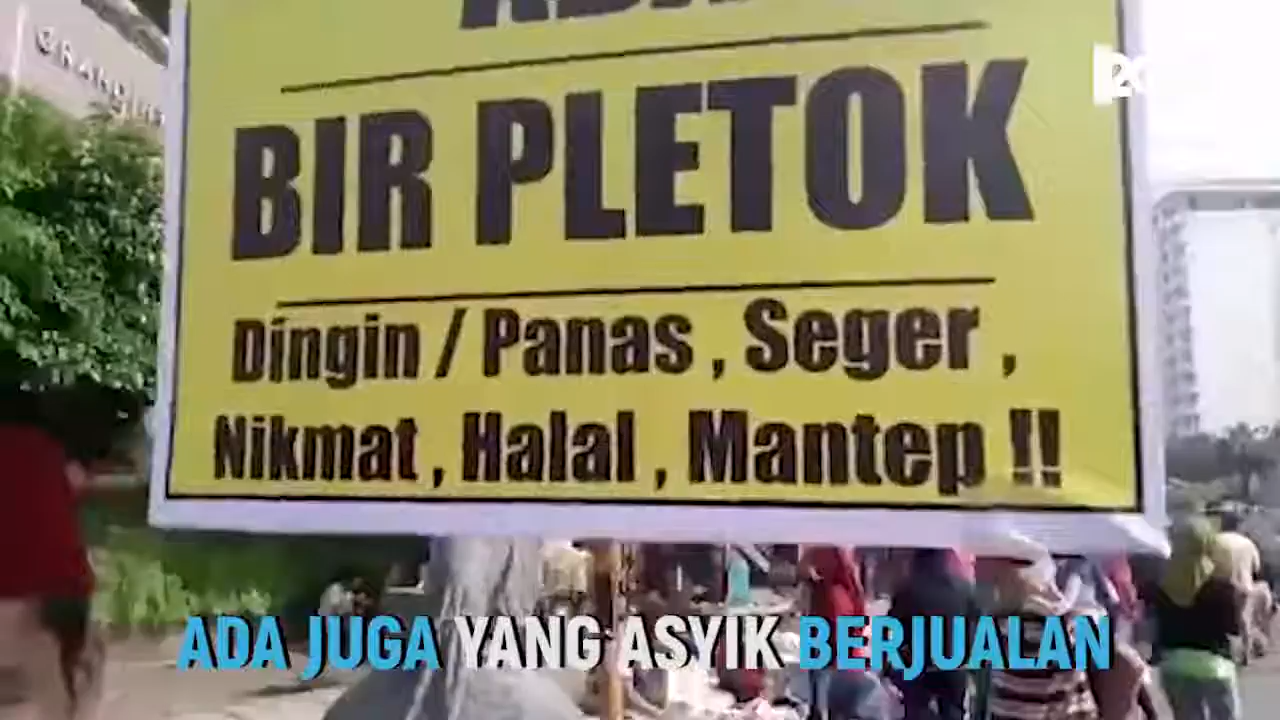 BIR PLETOK
Dingin / Panas , Seger ,
Nikmat , Halal , Mantep !!
ADA JUGA YANG ASYIK BERJUALAN